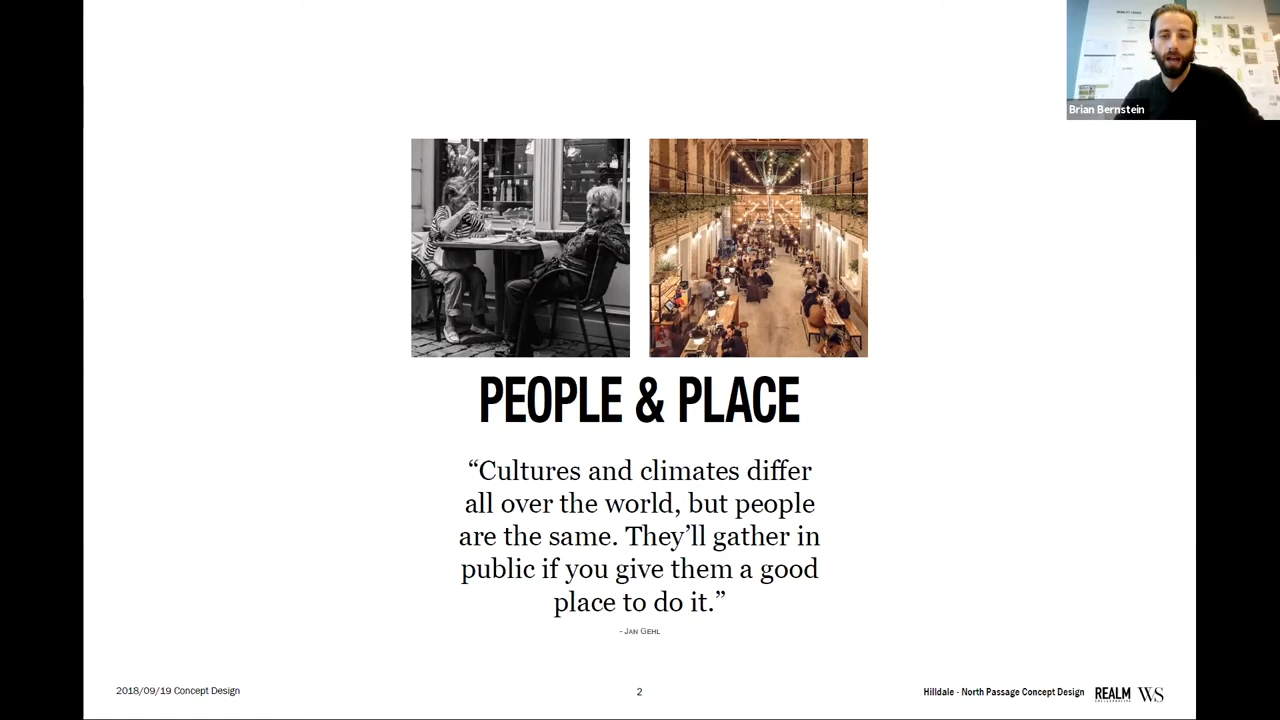 Brian Bernstein
PEOPLE & PLACE
“Cultures and climates differ
all over the world, but people
are the same. They’ll gather in
public if you give them a good
place to do it.”
- Jan Gehl
2018/09/19 Concept Design
2
Hilldale - North Passage Concept Design
REALM
COLLABORATIVE
WS